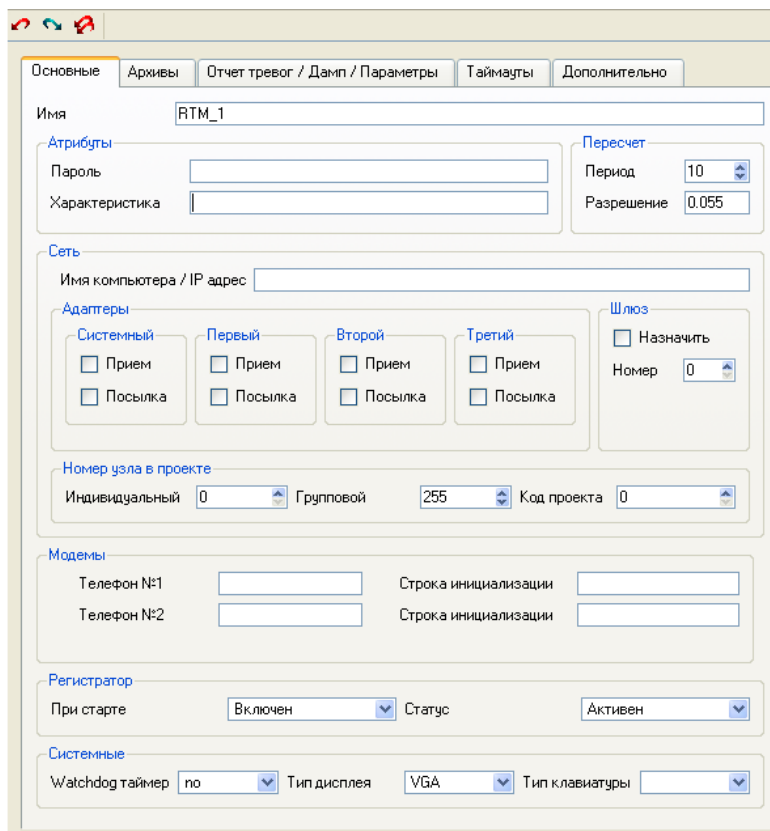 Основные Архивы Отчет тревог / Дамп / Параметры Таймауты Дополнительно
Имя RTM_1
Атрибуты Пересчет
Пароль Период 10
Характеристика Разрешение 0.055
Сеть
Имя компьютера / IP адрес
Адаптеры Шлюз
Системный Первый Второй Третий Назначить
Прием Прием Прием Прием Номер 0
Посылка Посылка Посылка Посылка
Номер узла в проекте
Индивидуальный 0 Групповой 255 Код проекта 0
Модемы
Телефон №1 Строка инициализации
Телефон №2 Строка инициализации
Регистратор
При старте Включен Статус Активен
Системные
Watchdog таймер no Тип дисплея VGA Тип клавиатуры